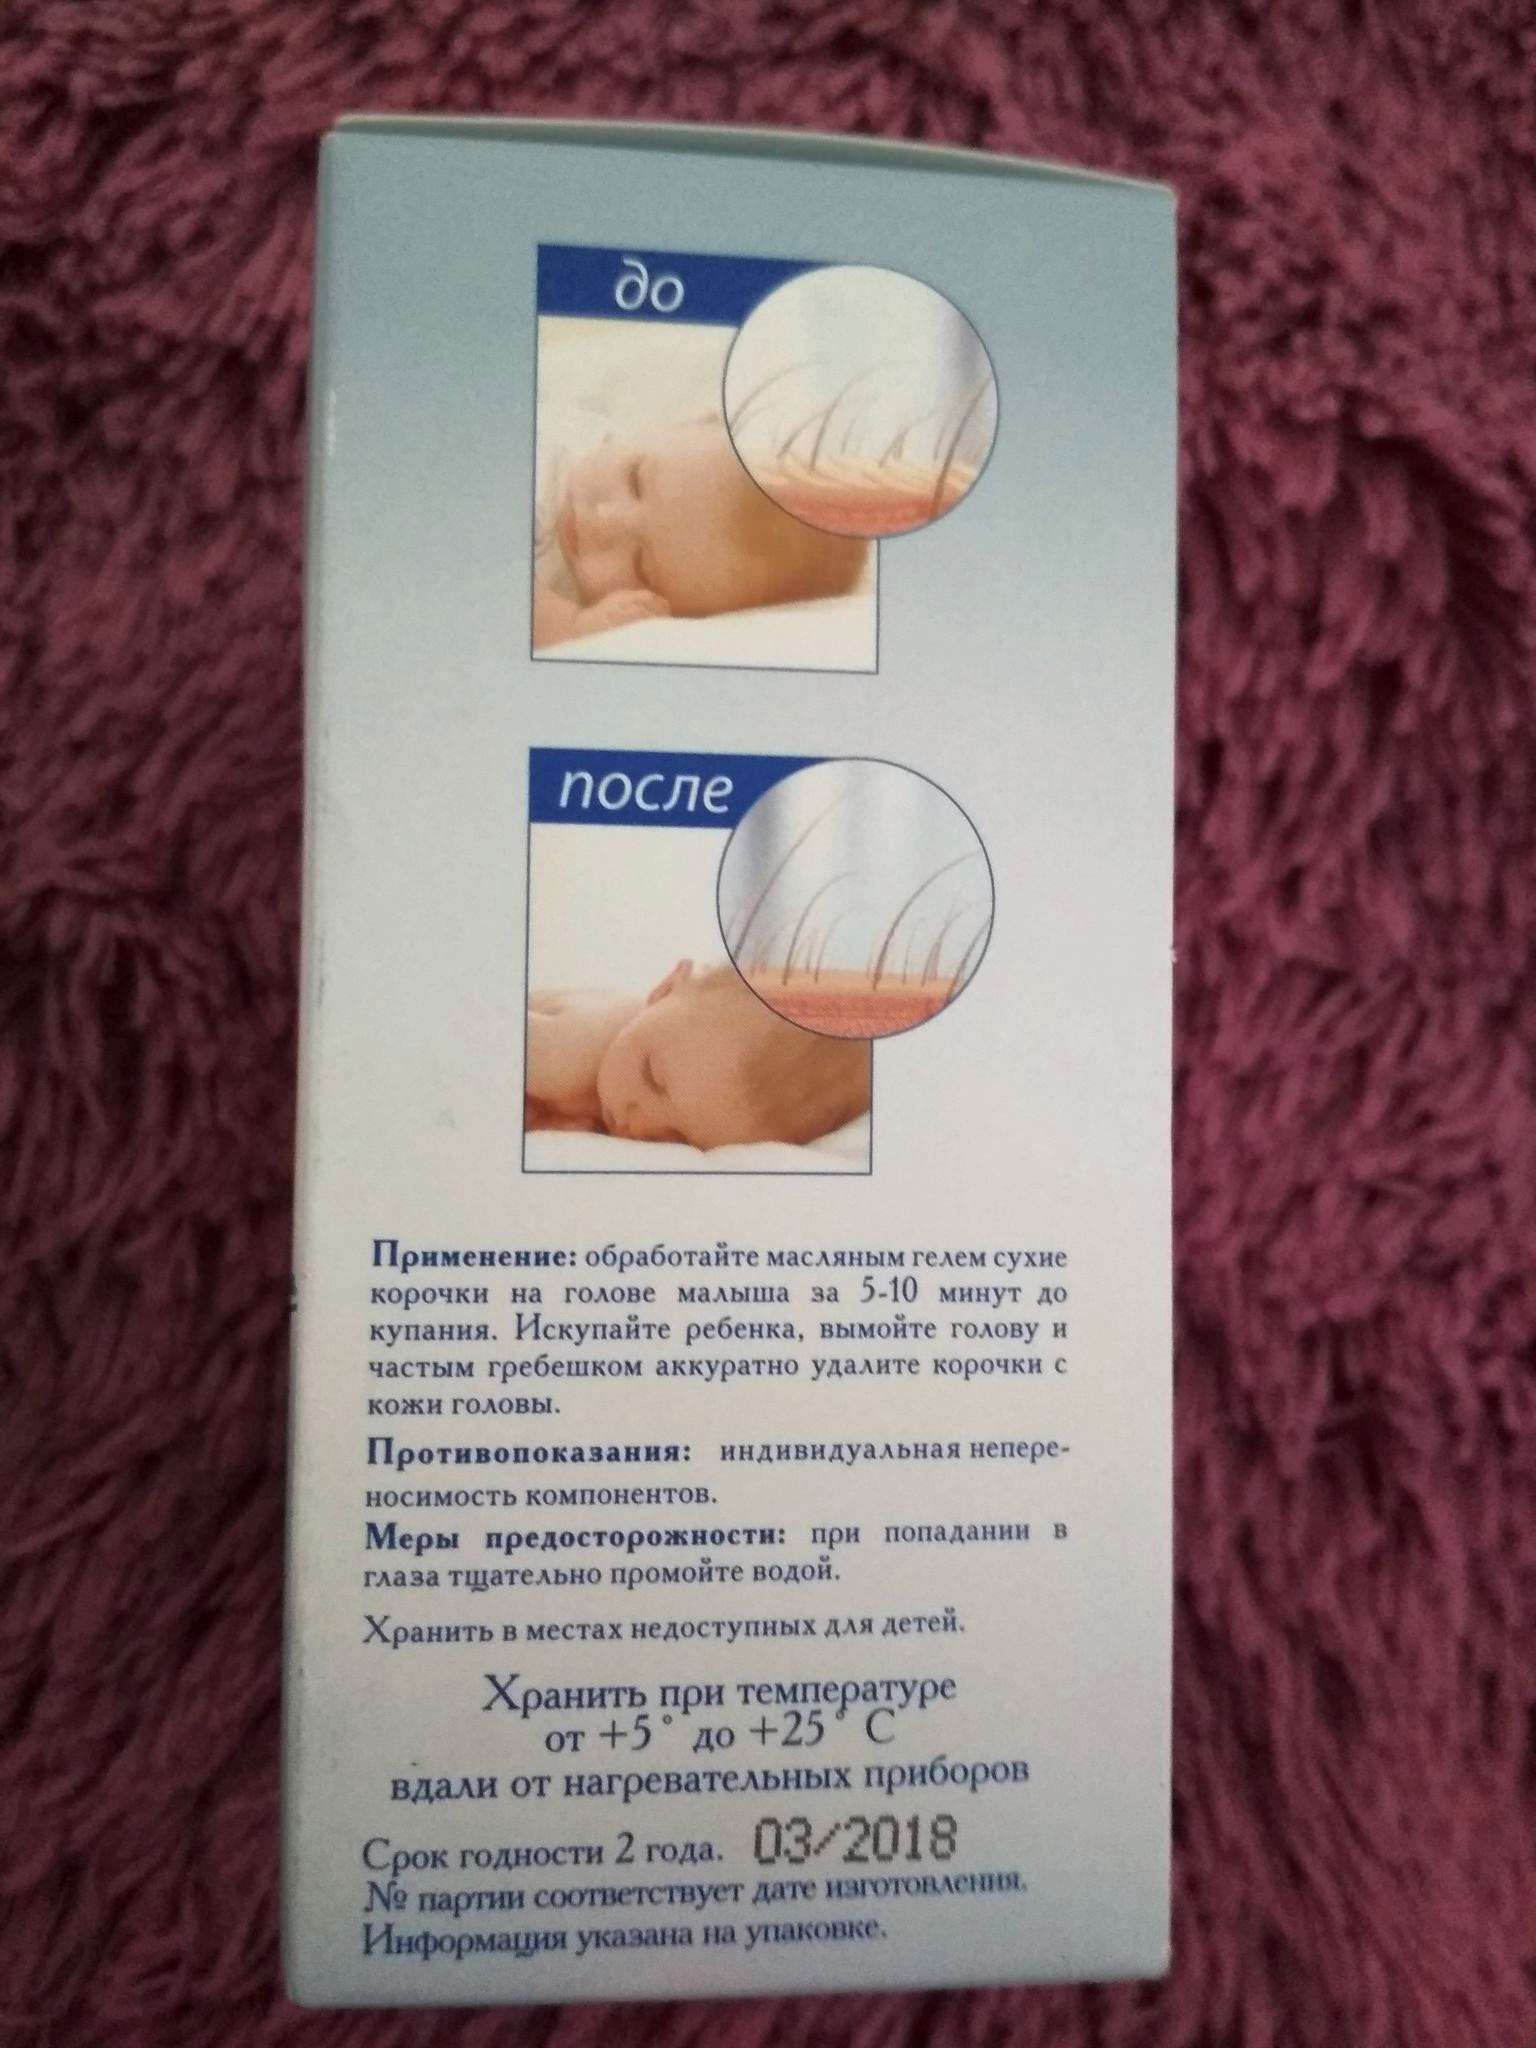 до
после
Применение: обработайте масляным гелем сухие
корочки на голове малыша за 5-10 минут до
купания. Искупайте ребенка, вымойте голову и
частым гребешком аккуратно удалите корочки с
кожи головы.
Противопоказания: индивидуальная непере-
носимость компонентов.
Меры предосторожности: при попадании в
глаза тщательно промойте водой.
Хранить в местах недоступных для детей.
Хранить при температуре
от +5° до +25° С
вдали от нагревательных приборов
Срок годности 2 года. 03/2018
№ партии соответствует дате изготовления.
Информация указана на упаковке.